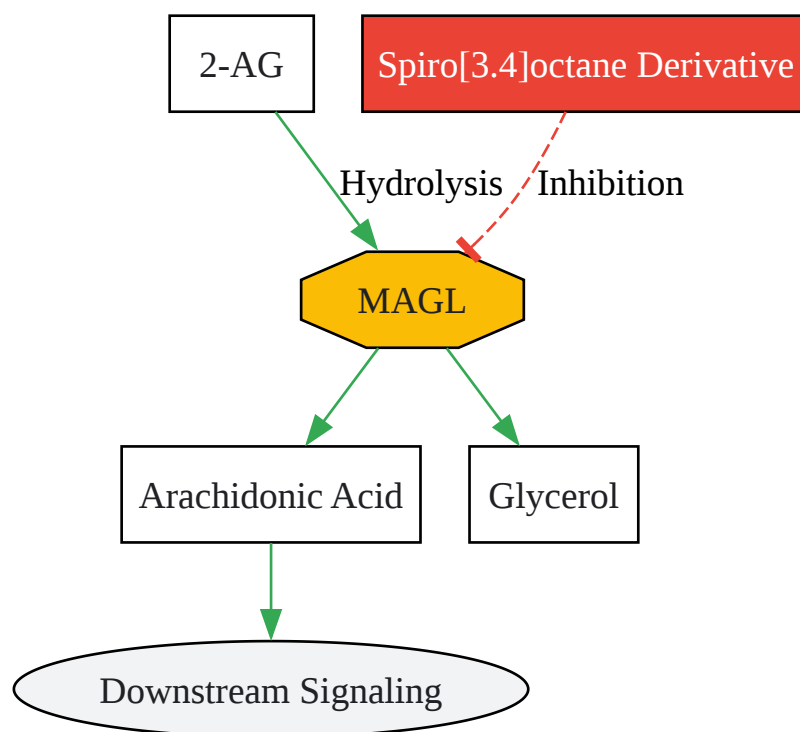 2-AG
Spiro[3.4]octane Derivative
Hydrolysis
Inhibition
MAGL
Arachidonic Acid
Glycerol
Downstream Signaling